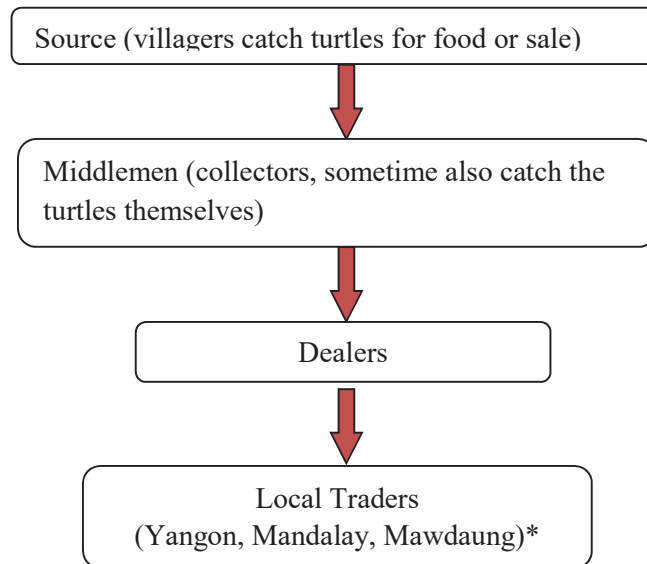 Source (villagers catch turtles for food or sale)
Middlemen (collectors, sometime also catch the
turtles themselves)
Dealers
Local Traders
(Yangon, Mandalay, Mawdaung)*